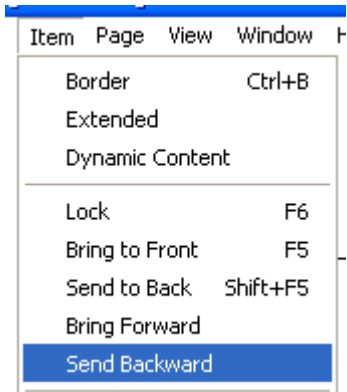 Item Page View Window
Border Ctrl+B
Extended
Dynamic Content
Lock F6
Bring to Front F5
Send to Back Shift+F5
Bring Forward
Send Backward